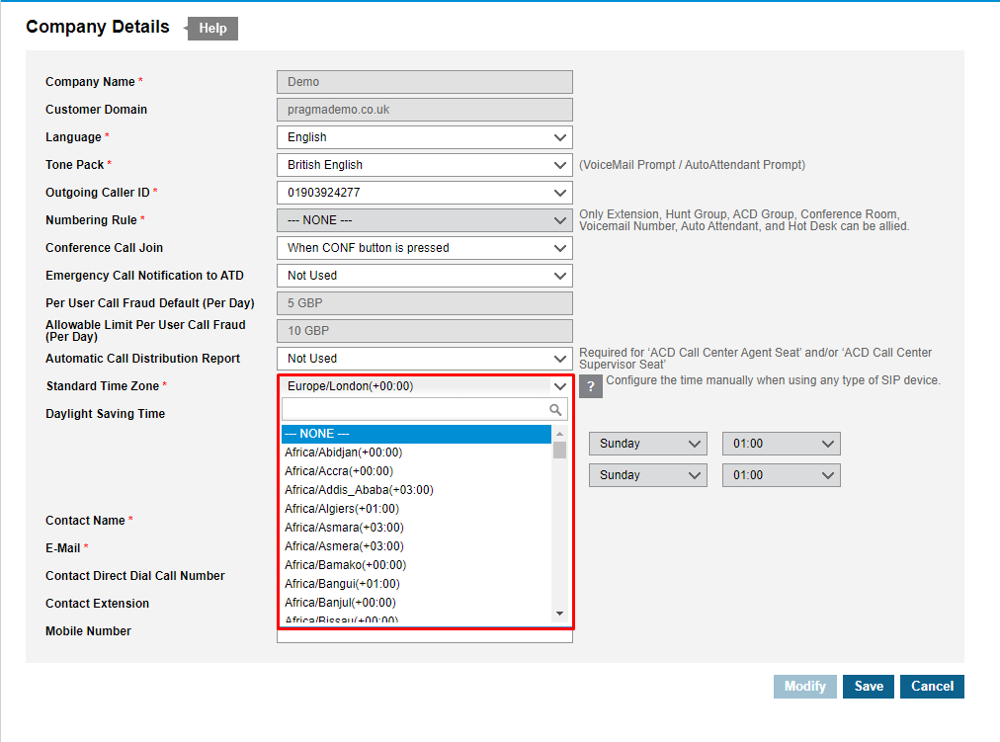 Company Details
Help
Company Name *
Demo
Customer Domain
pragmademo.co.uk
Language *
English
Tone Pack *
British English
(VoiceMail Prompt / AutoAttendant Prompt)
Outgoing Caller ID *
01903924277
Numbering Rule *
--- NONE ---
Only Extension, Hunt Group, ACD Group, Conference Room,
Voicemail Number, Auto Attendant, and Hot Desk can be allied.
Conference Call Join
When CONF button is pressed
Emergency Call Notification to ATD
Not Used
Per User Call Fraud Default (Per Day)
5 GBP
Allowable Limit Per User Call Fraud
(Per Day)
10 GBP
Automatic Call Distribution Report
Not Used
Required for ‘ACD Call Center Agent Seat’ and/or ‘ACD Call Center
Supervisor Seat’
Standard Time Zone *
Europe/London(+00:00)
?
Configure the time manually when using any type of SIP device.
Daylight Saving Time
--- NONE ---
Africa/Abidjan(+00:00)
Africa/Accra(+00:00)
Africa/Addis_Ababa(+03:00)
Africa/Algiers(+01:00)
Africa/Asmara(+03:00)
Africa/Asmera(+03:00)
Africa/Bamako(+00:00)
Africa/Bangui(+01:00)
Africa/Banjul(+00:00)
Africa/Bissau(+00:00)
Sunday
01:00
Sunday
01:00
Contact Name *
E-Mail *
Contact Direct Dial Call Number
Contact Extension
Mobile Number
Modify
Save
Cancel